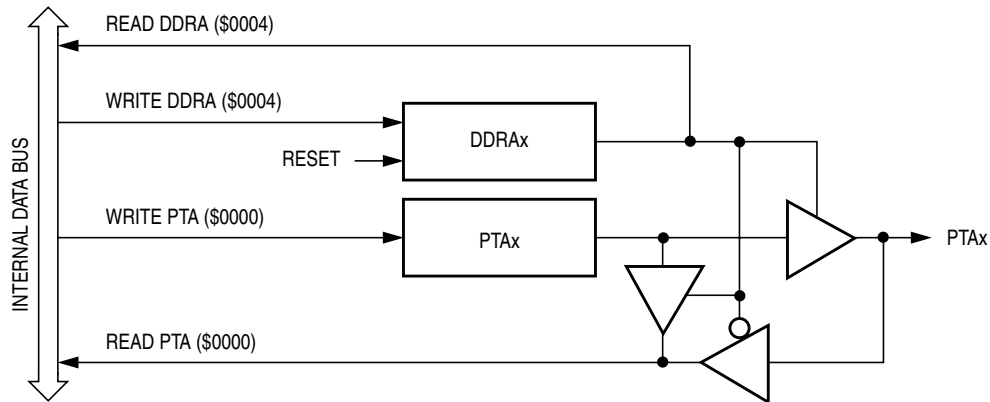 READ DDRA ($0004)
WRITE DDRA ($0004)
DDRAx
RESET
WRITE PTA ($0000)
PTAx
PTAx
READ PTA ($0000)
INTERNAL DATA BUS